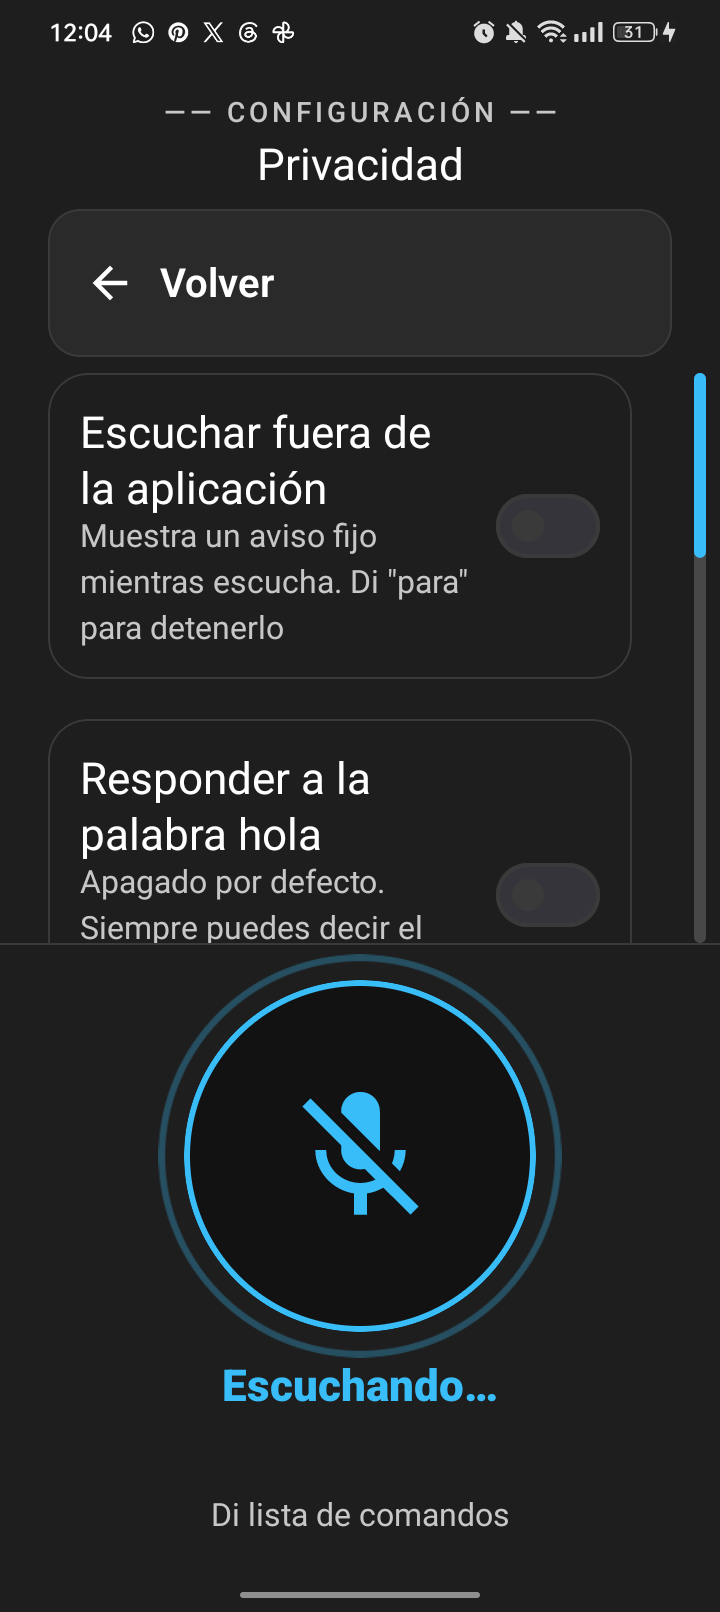 12:04
31
—— CONFIGURACIÓN ——
Privacidad
Volver
Escuchar fuera de
la aplicación
Muestra un aviso fijo
mientras escucha. Di "para"
para detenerlo
Responder a la
palabra hola
Apagado por defecto.
Siempre puedes decir el
Escuchando...
Di lista de comandos